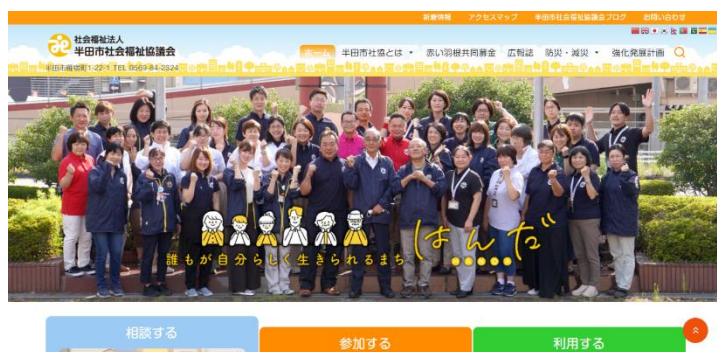 新着情報 アクセスマップ 半田市社会福祉協議会ブログ お問い合わせ
社会福祉法人
半田市社会福祉協議会
ホーム 半田市社協とは 赤い羽根共同募金 広報誌 防災・減災 強化発展計画
半田市雁宿町1-22-1 TEL:0569-84-2324
誰もが自分らしく生きられるまち はんだ
相談する
参加する
利用する